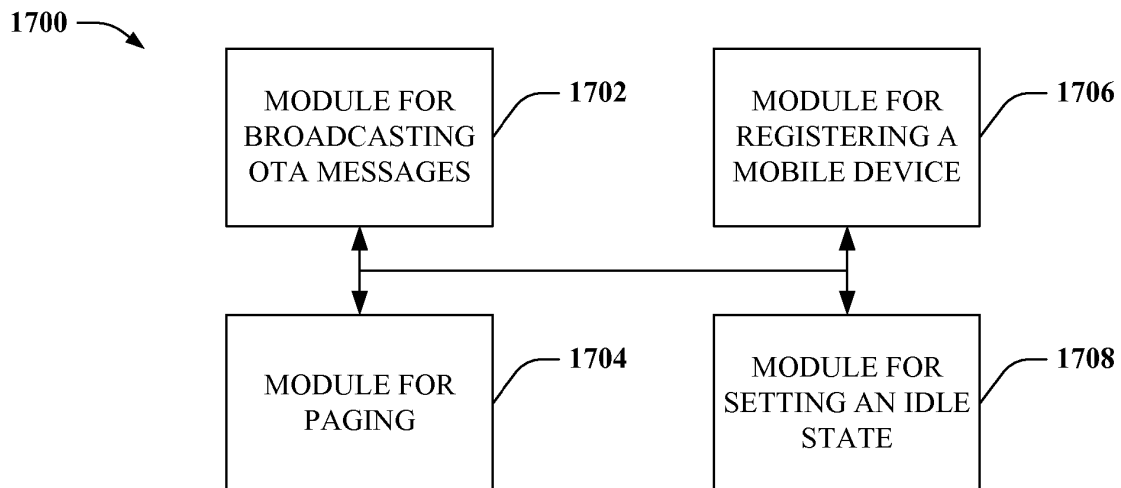 1700
MODULE FOR
BROADCASTING
OTA MESSAGES
1702
MODULE FOR
REGISTERING A
MOBILE DEVICE
1706
MODULE FOR
PAGING
1704
MODULE FOR
SETTING AN IDLE
STATE
1708